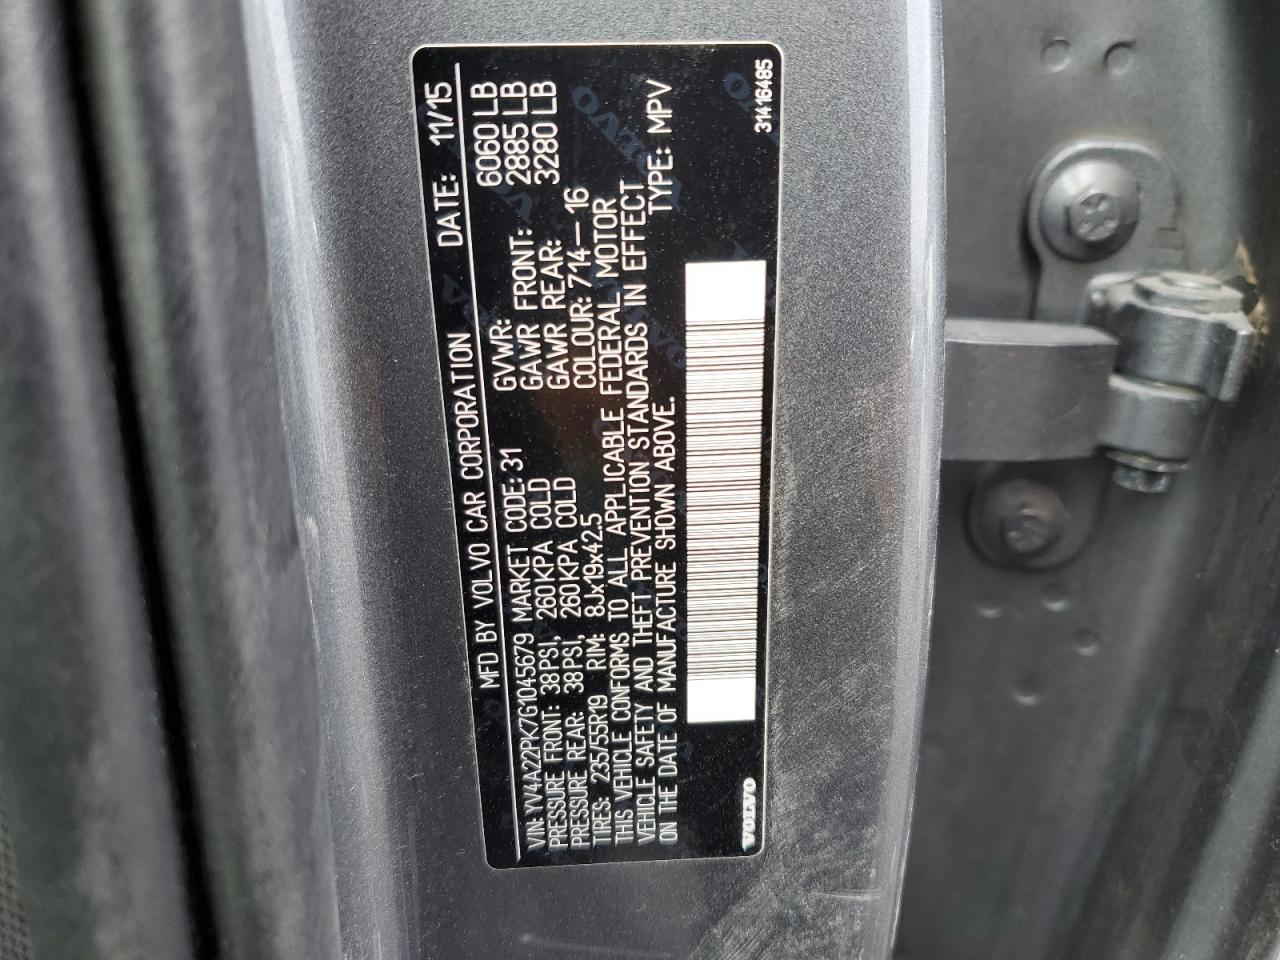 MFD BY VOLVO CAR CORPORATION DATE: 11/15
VIN: YV4A22PK7G1045679 MARKET CODE: 31 GVWR: 6060 LB
PRESSURE FRONT: 38PSI, 260KPA COLD GAWR FRONT: 2885 LB
PRESSURE REAR: 38PSI, 260KPA COLD GAWR REAR: 3280 LB
TIRES: 235/55R19 RIM: 8Jx19x42.5 COLOUR: 714-16
THIS VEHICLE CONFORMS TO ALL APPLICABLE FEDERAL MOTOR
VEHICLE SAFETY AND THEFT PREVENTION STANDARDS IN EFFECT
ON THE DATE OF MANUFACTURE SHOWN ABOVE. TYPE: MPV
VOLVO 31416485